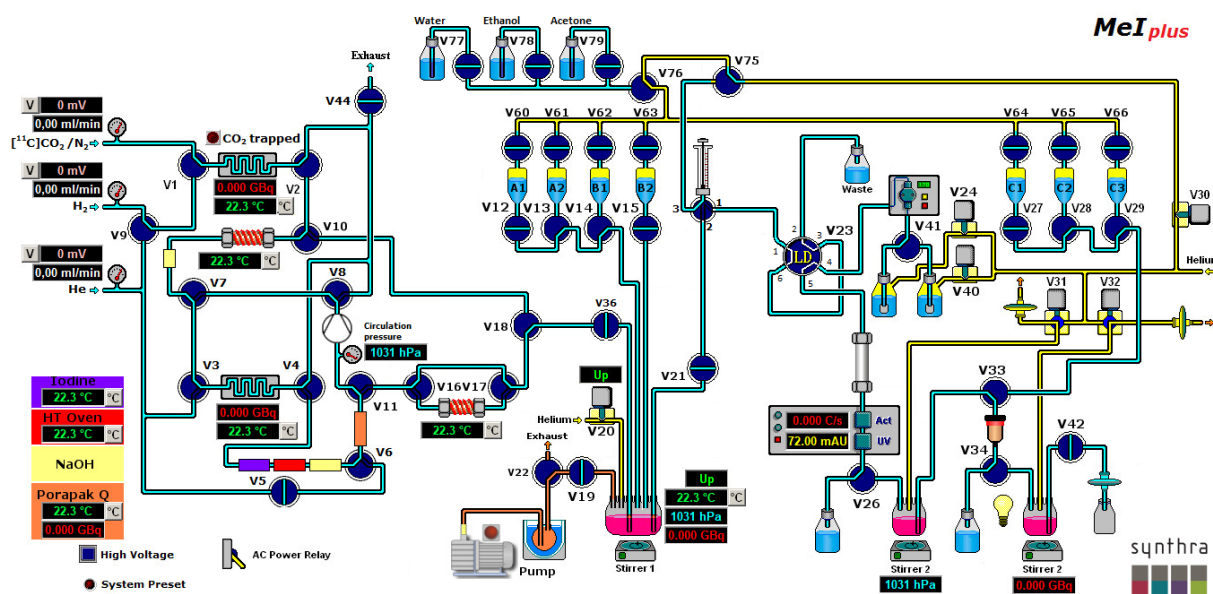 Water
Ethanol
Acetone
MeI plus
V77
V78
V79
V76
V75
Exhaust
V44
V 0 mV
0,00 ml/min
[¹¹C]CO₂/N₂
CO₂ trapped
V1
V2
0.000 GBq
22.3 °C °C
V 0 mV
0,00 ml/min
H₂
V9
V10
22.3 °C °C
V 0 mV
0,00 ml/min
He
V7
V8
Circulation
pressure
1031 hPa
V3
V4
0.000 GBq
22.3 °C °C
V11
V16
V17
22.3 °C °C
V18
V36
V6
V5
Iodine
22.3 °C °C
HT Oven
22.3 °C °C
NaOH
Porapak Q
22.3 °C °C
0.000 GBq
High Voltage
AC Power Relay
System Preset
V60
V61
V62
V63
A1
A2
B1
B2
V12
V13
V14
V15
1
2
3
Waste
V23
1
2
3
4
5
6
LD
V41
V24
V40
V64
V65
V66
C1
C2
C3
V27
V28
V29
V30
Helium
V31
V32
V21
Up
Helium
V20
Exhaust
V22
V19
Pump
Up
22.3 °C °C
1031 hPa
0.000 GBq
Stirrer 1
0.000 C/s
Act
72.00 mAU
UV
V26
V33
V34
V42
Stirrer 2
1031 hPa
Stirrer 2
0.000 GBq
synthra